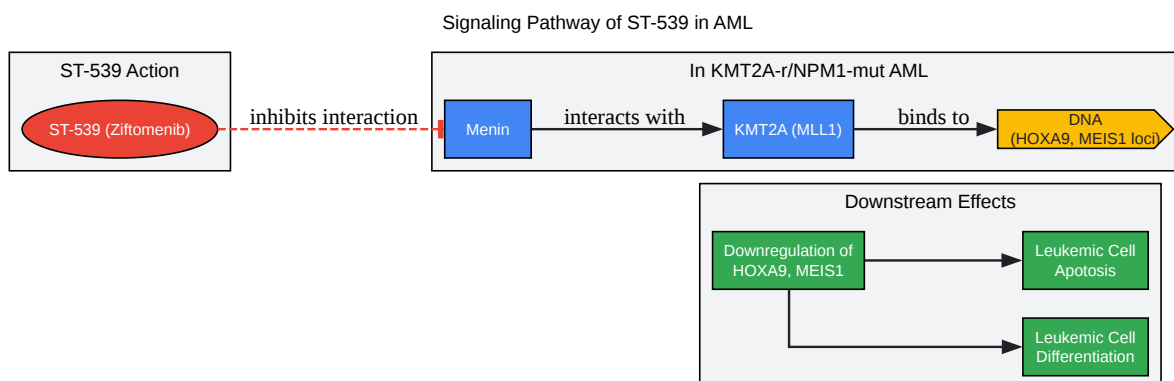 Signaling Pathway of ST-539 in AML
ST-539 Action
In KMT2A-r/NPM1-mut AML
ST-539 (Ziftomenib)
inhibits interaction
Menin
interacts with
KMT2A (MLL1)
binds to
DNA
(HOXA9, MEIS1 loci)
Downstream Effects
Downregulation of
HOXA9, MEIS1
Leukemic Cell
Apotosis
Leukemic Cell
Differentiation